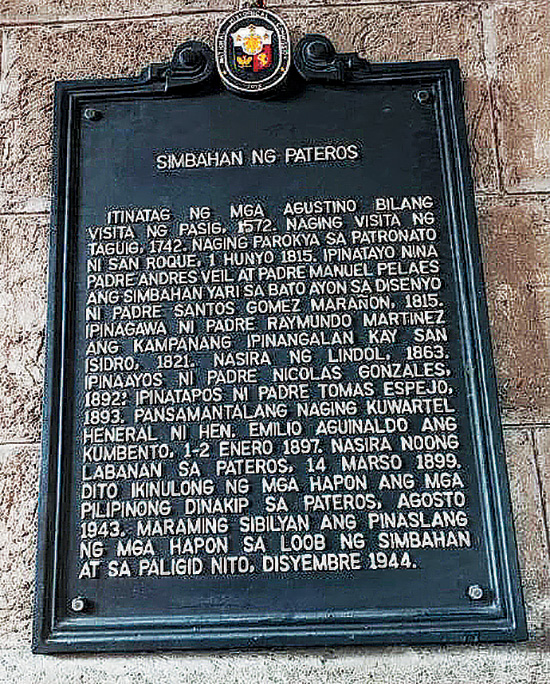 SIMBAHAN NG PATEROS
ITINATAG NG MGA AGUSTINO BILANG
VISITA NG PASIG, 1572. NAGING VISITA NG
TAGUIG, 1742. NAGING PAROKYA SA PATRONATO
NI SAN ROQUE, 1 HUNYO 1815. IPINATAYO NINA
PADRE ANDRES VEIL AT PADRE MANUEL PELAES
ANG SIMBAHAN YARI SA BATO AYON SA DISENYO
NI PADRE SANTOS GOMEZ MARAÑON, 1815.
IPINAGAWA NI PADRE RAYMUNDO MARTINEZ
ANG KAMPANANG IPINANGALAN KAY SAN
ISIDRO, 1821. NASIRA NG LINDOL, 1863.
IPINAAYOS NI PADRE NICOLAS GONZALES,
1892; IPINATAPOS NI PADRE TOMAS ESPEJO,
1893. PANSAMANTALANG NAGING KUWARTEL
HENERAL NI HEN. EMILIO AGUINALDO ANG
KUMBENTO, 1-2 ENERO 1897. NASIRA NOONG
LABANAN SA PATEROS, 14 MARSO 1899.
DITO IKINULONG NG MGA HAPON ANG MGA
PILIPINONG DINAKIP SA PATEROS, AGOSTO
1943. MARAMING SIBILYAN ANG PINASLANG
NG MGA HAPON SA LOOB NG SIMBAHAN
AT SA PALIGID NITO, DISYEMBRE 1944.